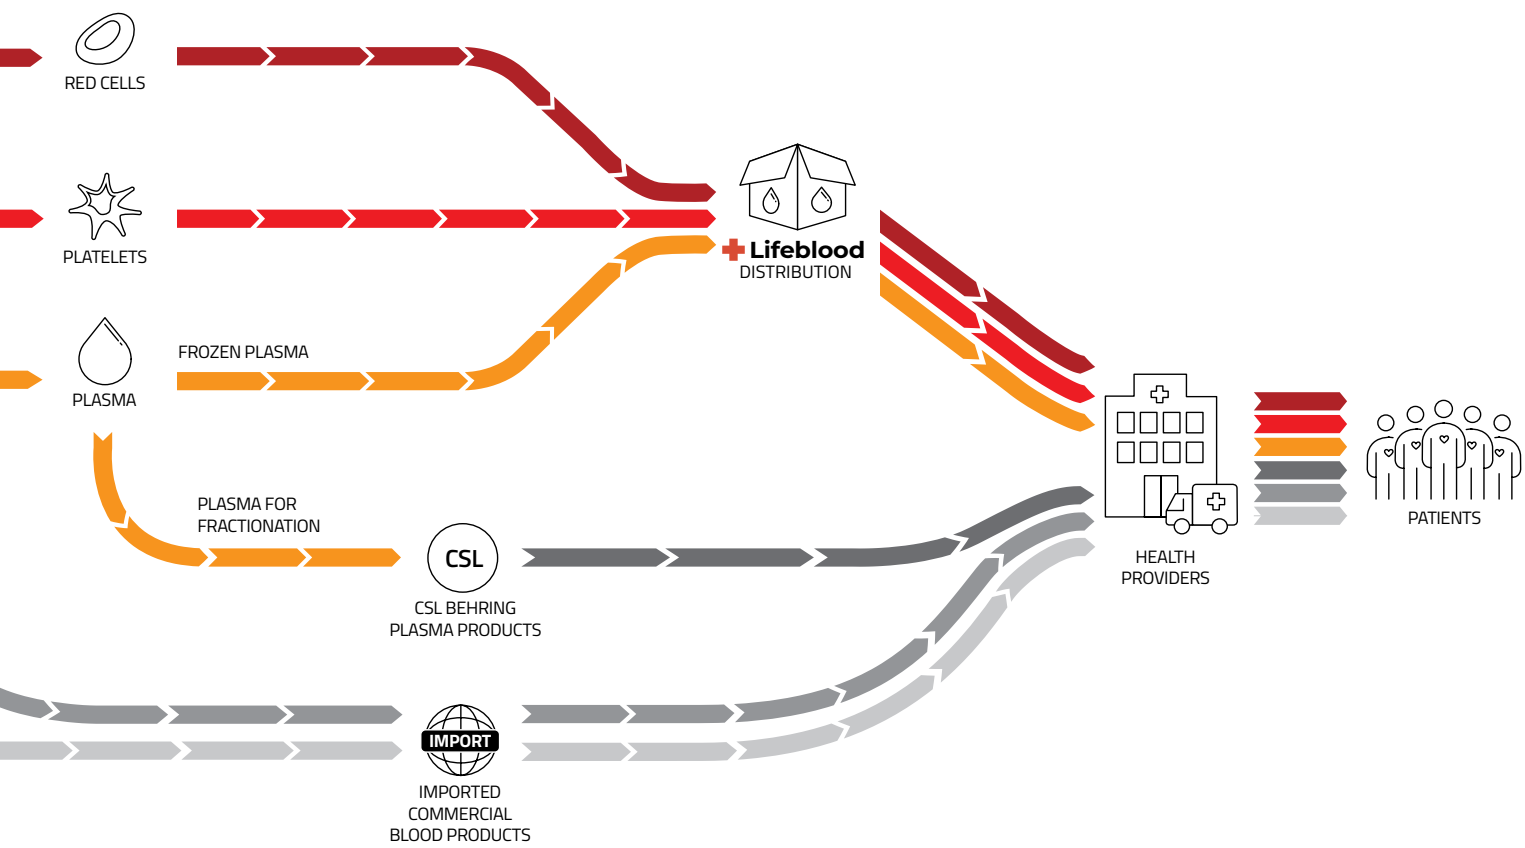 RED CELLS
PLATELETS
Lifeblood
DISTRIBUTION
FROZEN PLASMA
PLASMA
PLASMA FOR
FRACTIONATION
CSL
CSL BEHRING
PLASMA PRODUCTS
HEALTH
PROVIDERS
PATIENTS
IMPORT
IMPORTED
COMMERCIAL
BLOOD PRODUCTS